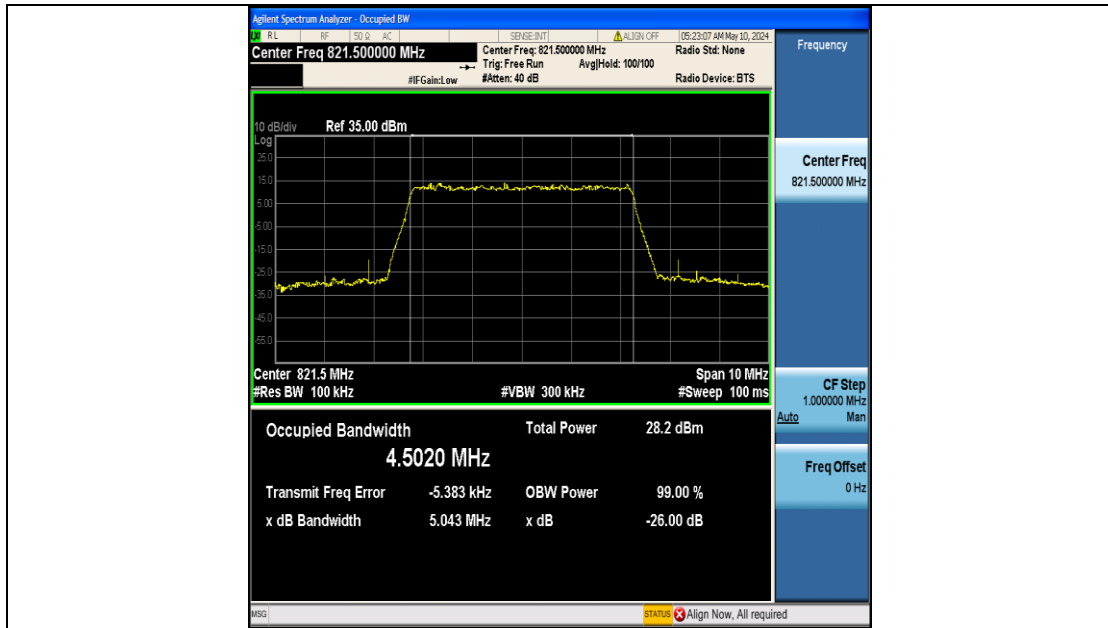 Agilent Spectrum Analyzer - Occupied BW
RL RF 50 Ω AC SENSE:INT ALIGN OFF 05:23:07 AM May 10, 2024
Center Freq 821.500000 MHz
Center Freq: 821.500000 MHz Radio Std: None
Trig: Free Run Avg|Hold: 100/100
#IFGain:Low #Atten: 40 dB Radio Device: BTS
Frequency
10 dB/div Ref 35.00 dBm
Log
25.0
15.0
5.00
-5.00
-15.0
-25.0
-35.0
-45.0
-55.0
Center 821.5 MHz Span 10 MHz
#Res BW 100 kHz #VBW 300 kHz #Sweep 100 ms
Occupied Bandwidth Total Power 28.2 dBm
4.5020 MHz
Transmit Freq Error -5.383 kHz OBW Power 99.00 %
x dB Bandwidth 5.043 MHz x dB -26.00 dB
Center Freq
821.500000 MHz
CF Step
1.000000 MHz
Auto Man
Freq Offset
0 Hz
MSG STATUS Align Now, All required